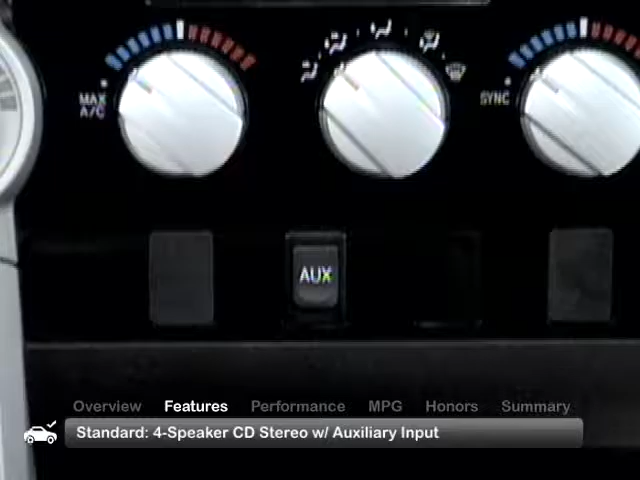 MAX
A/C
SYNC
AUX
Overview Features Performance MPG Honors Summary
Standard: 4-Speaker CD Stereo w/ Auxiliary Input